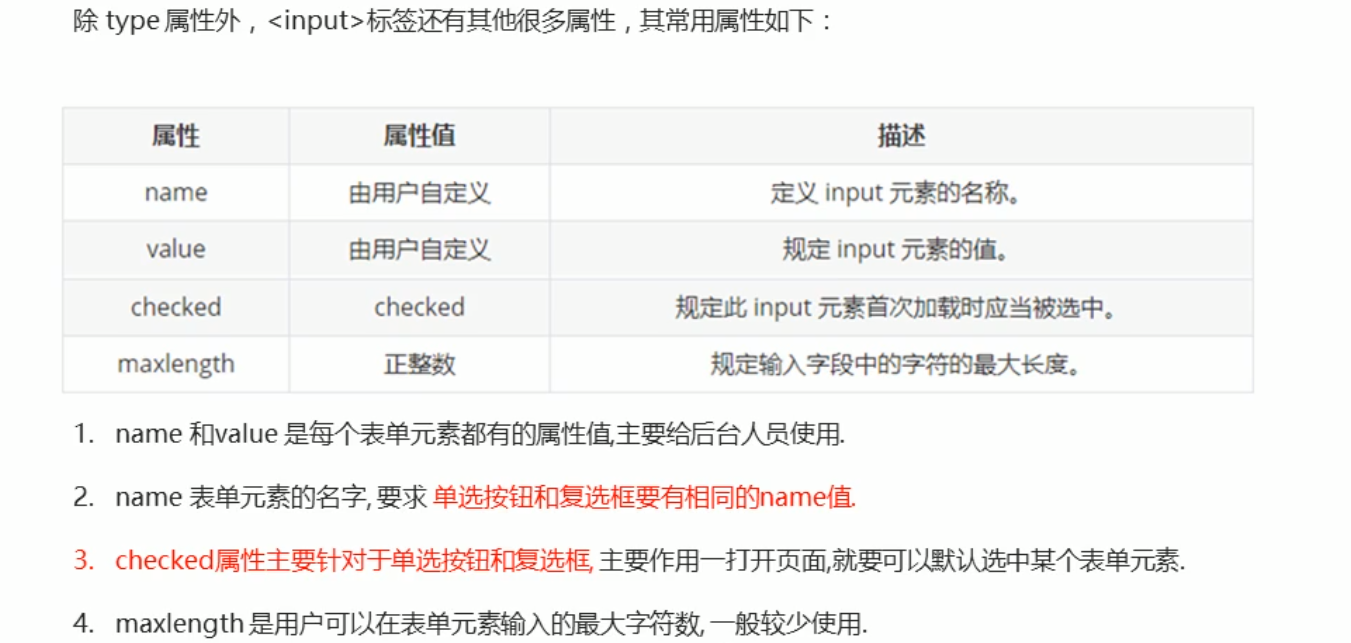 除 type 属性外，<input>标签还有其他很多属性，其常用属性如下：
属性 属性值 描述
name 由用户自定义 定义 input 元素的名称。
value 由用户自定义 规定 input 元素的值。
checked checked 规定此 input 元素首次加载时应当被选中。
maxlength 正整数 规定输入字段中的字符的最大长度。
1. name 和value 是每个表单元素都有的属性值,主要给后台人员使用.
2. name 表单元素的名字, 要求 单选按钮和复选框要有相同的name值.
3. checked属性主要针对于单选按钮和复选框, 主要作用一打开页面,就要可以默认选中某个表单元素.
4. maxlength 是用户可以在表单元素输入的最大字符数, 一般较少使用.